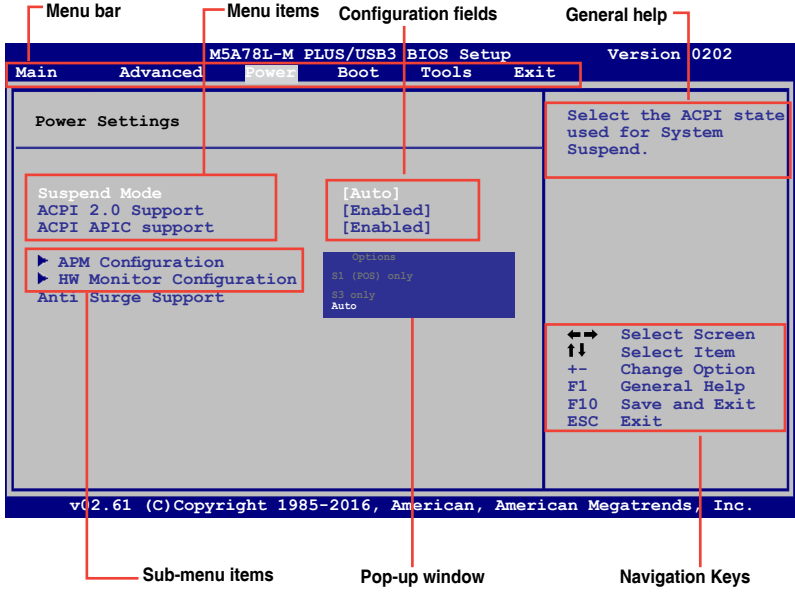 Menu bar Menu items Configuration fields General help
M5A78L-M PLUS/USB3 BIOS Setup Version 0202
Main Advanced Power Boot Tools Exit
Power Settings
Select the ACPI state
used for System
Suspend.
Suspend Mode [Auto]
ACPI 2.0 Support [Enabled]
ACPI APIC support [Enabled]
APM Configuration
HW Monitor Configuration
Anti Surge Support
Options
S1 (POS) only
S3 only
Auto
←→ Select Screen
↑↓ Select Item
+- Change Option
F1 General Help
F10 Save and Exit
ESC Exit
v02.61 (C)Copyright 1985-2016, American, American Megatrends, Inc.
Sub-menu items Pop-up window Navigation Keys